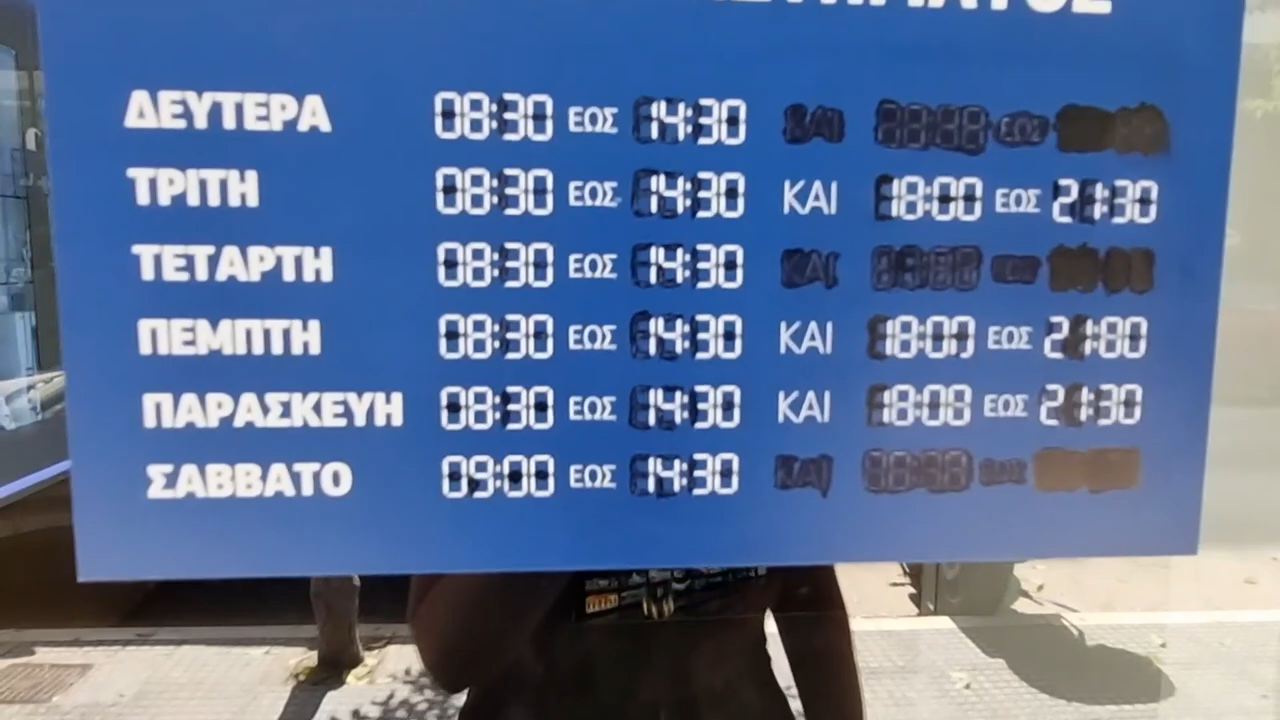 ΔΕΥΤΕΡΑ 08:30 ΕΩΣ 14:30
ΤΡΙΤΗ 08:30 ΕΩΣ 14:30 ΚΑΙ 18:00 ΕΩΣ 21:30
ΤΕΤΑΡΤΗ 08:30 ΕΩΣ 14:30
ΠΕΜΠΤΗ 08:30 ΕΩΣ 14:30 ΚΑΙ 18:00 ΕΩΣ 21:00
ΠΑΡΑΣΚΕΥΗ 08:30 ΕΩΣ 14:30 ΚΑΙ 18:00 ΕΩΣ 21:30
ΣΑΒΒΑΤΟ 09:00 ΕΩΣ 14:30